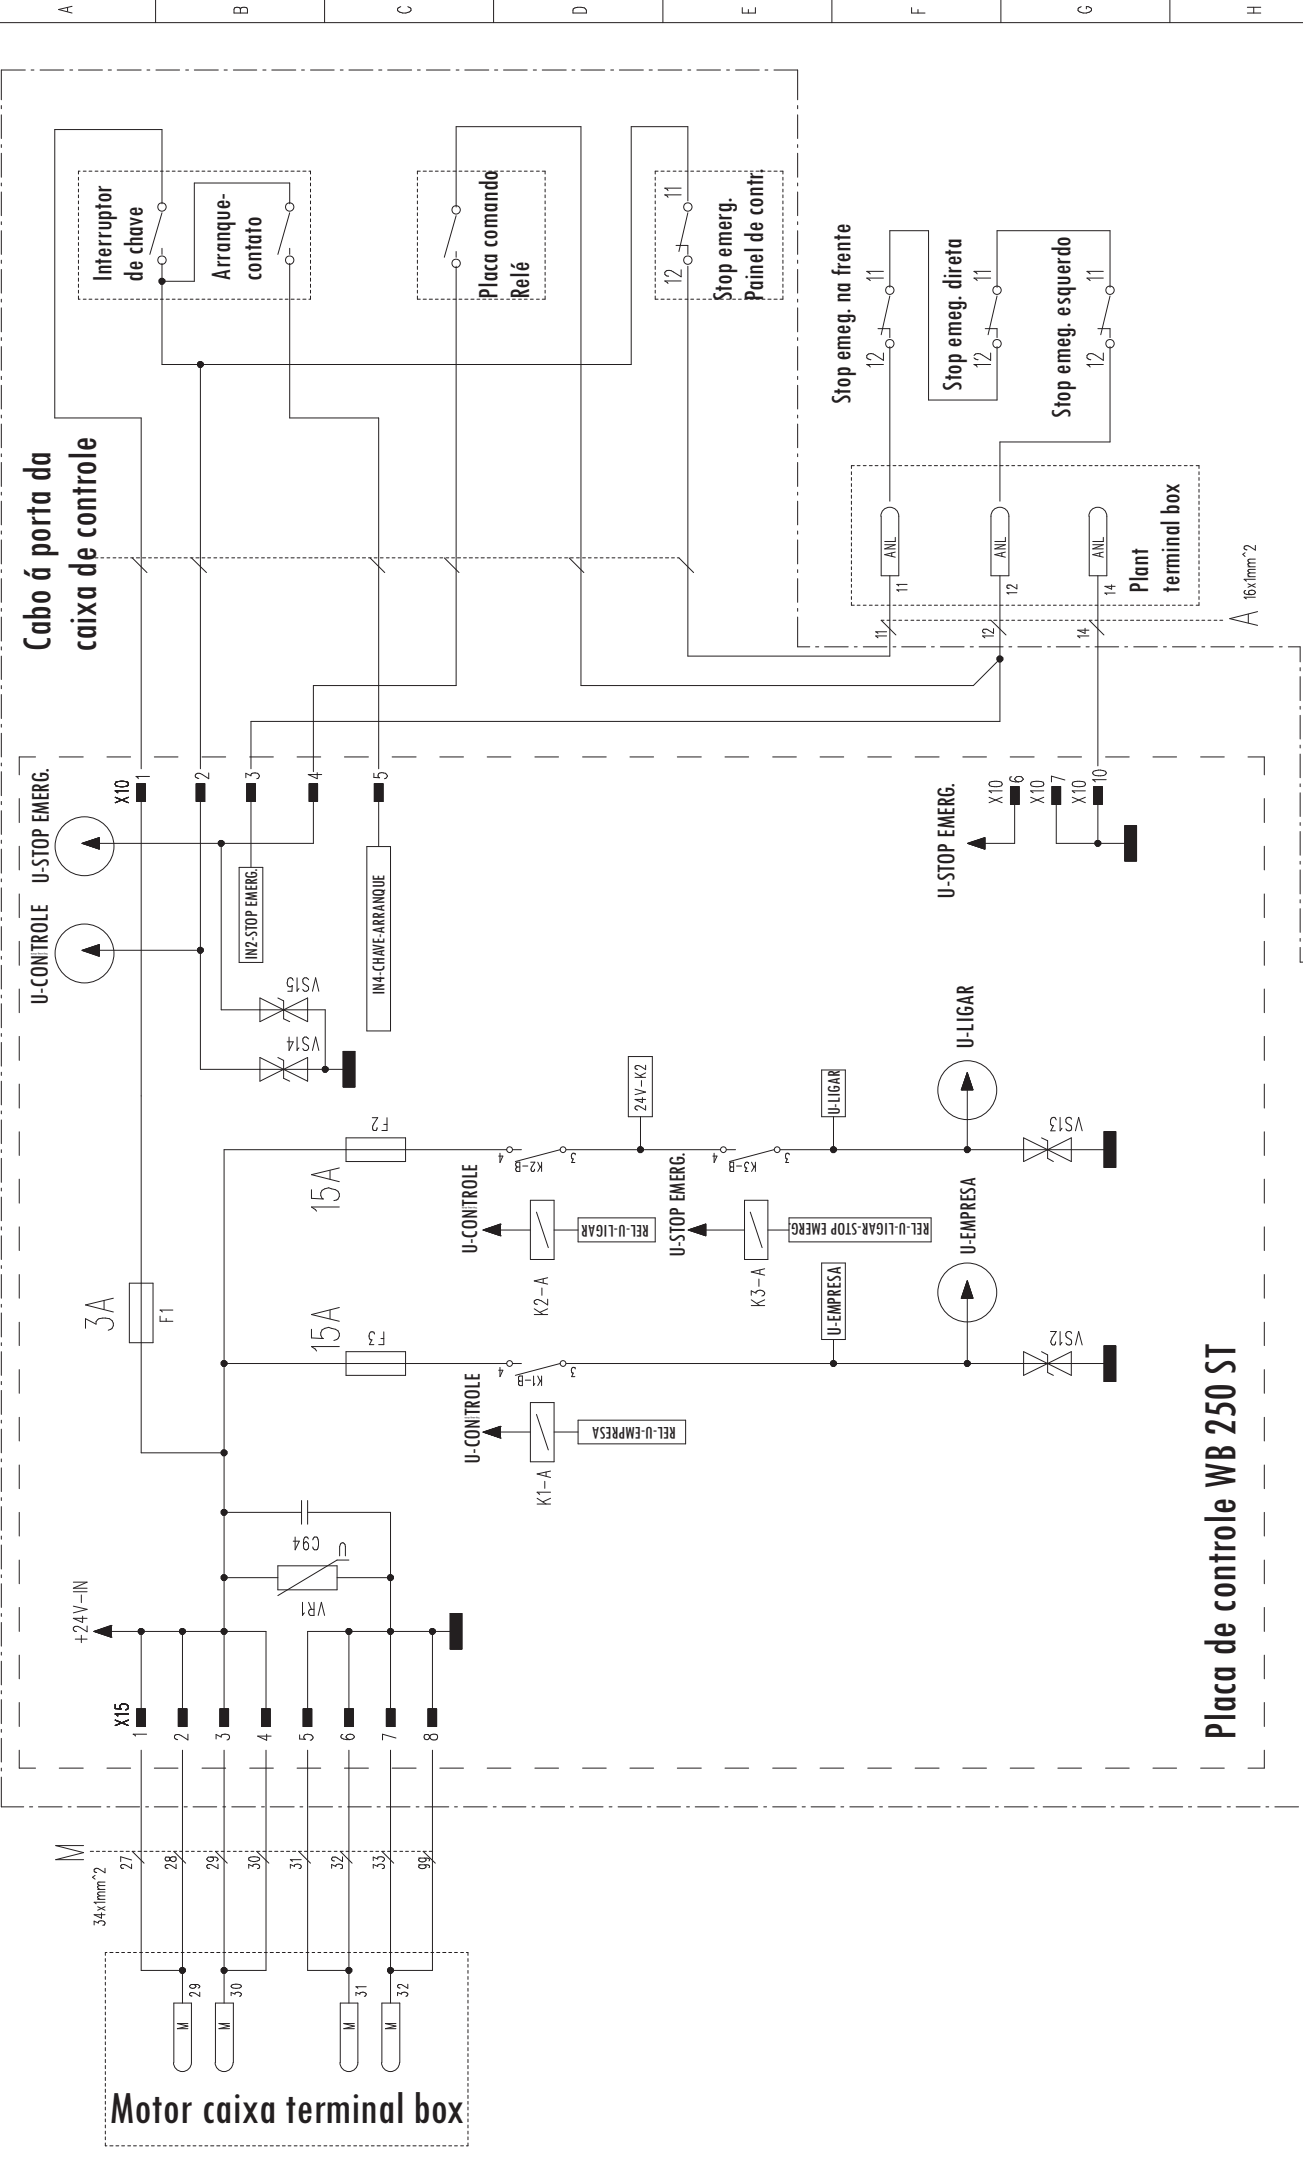 A
B
C
D
E
F
G
H
Cabo á porta da
caixa de controle
Interruptor
de chave
Arranque-
contato
Placa comando
Relé
11
12
Stop emerg.
Painel de contr.
Stop emeg. na frente
11
12
Stop emeg. direta
11
12
Stop emeg. esquerdo
11
12
ANL
11
ANL
12
ANL
14
Plant
terminal box
11
12
14
A
16x1mm^2
U-STOP EMERG.
U-CONTROLE
X10
1
2
3
4
5
IN2-STOP EMERG.
IN4-CHAVE-ARRANQUE
VS15
VS14
U-STOP EMERG.
X10
6
X10
7
X10
10
3A
F1
15A
F2
15A
F3
U-CONTROLE
K2-A
REL-U-LIGAR
4
K2-B
3
24V-K2
U-STOP EMERG.
K3-A
REL-U-LIGAR-STOP EMERG.
4
K3-B
3
U-LIGAR
U-LIGAR
VS13
U-CONTROLE
K1-A
REL-U-EMPRESA
4
K1-B
3
U-EMPRESA
U-EMPRESA
VS12
+24V-IN
C94
U
VR1
X15
1
2
3
4
5
6
7
8
Placa de controle WB 250 ST
M
34x1mm^2
27
28
29
30
31
32
33
99
M
29
M
30
M
31
M
32
Motor caixa terminal box